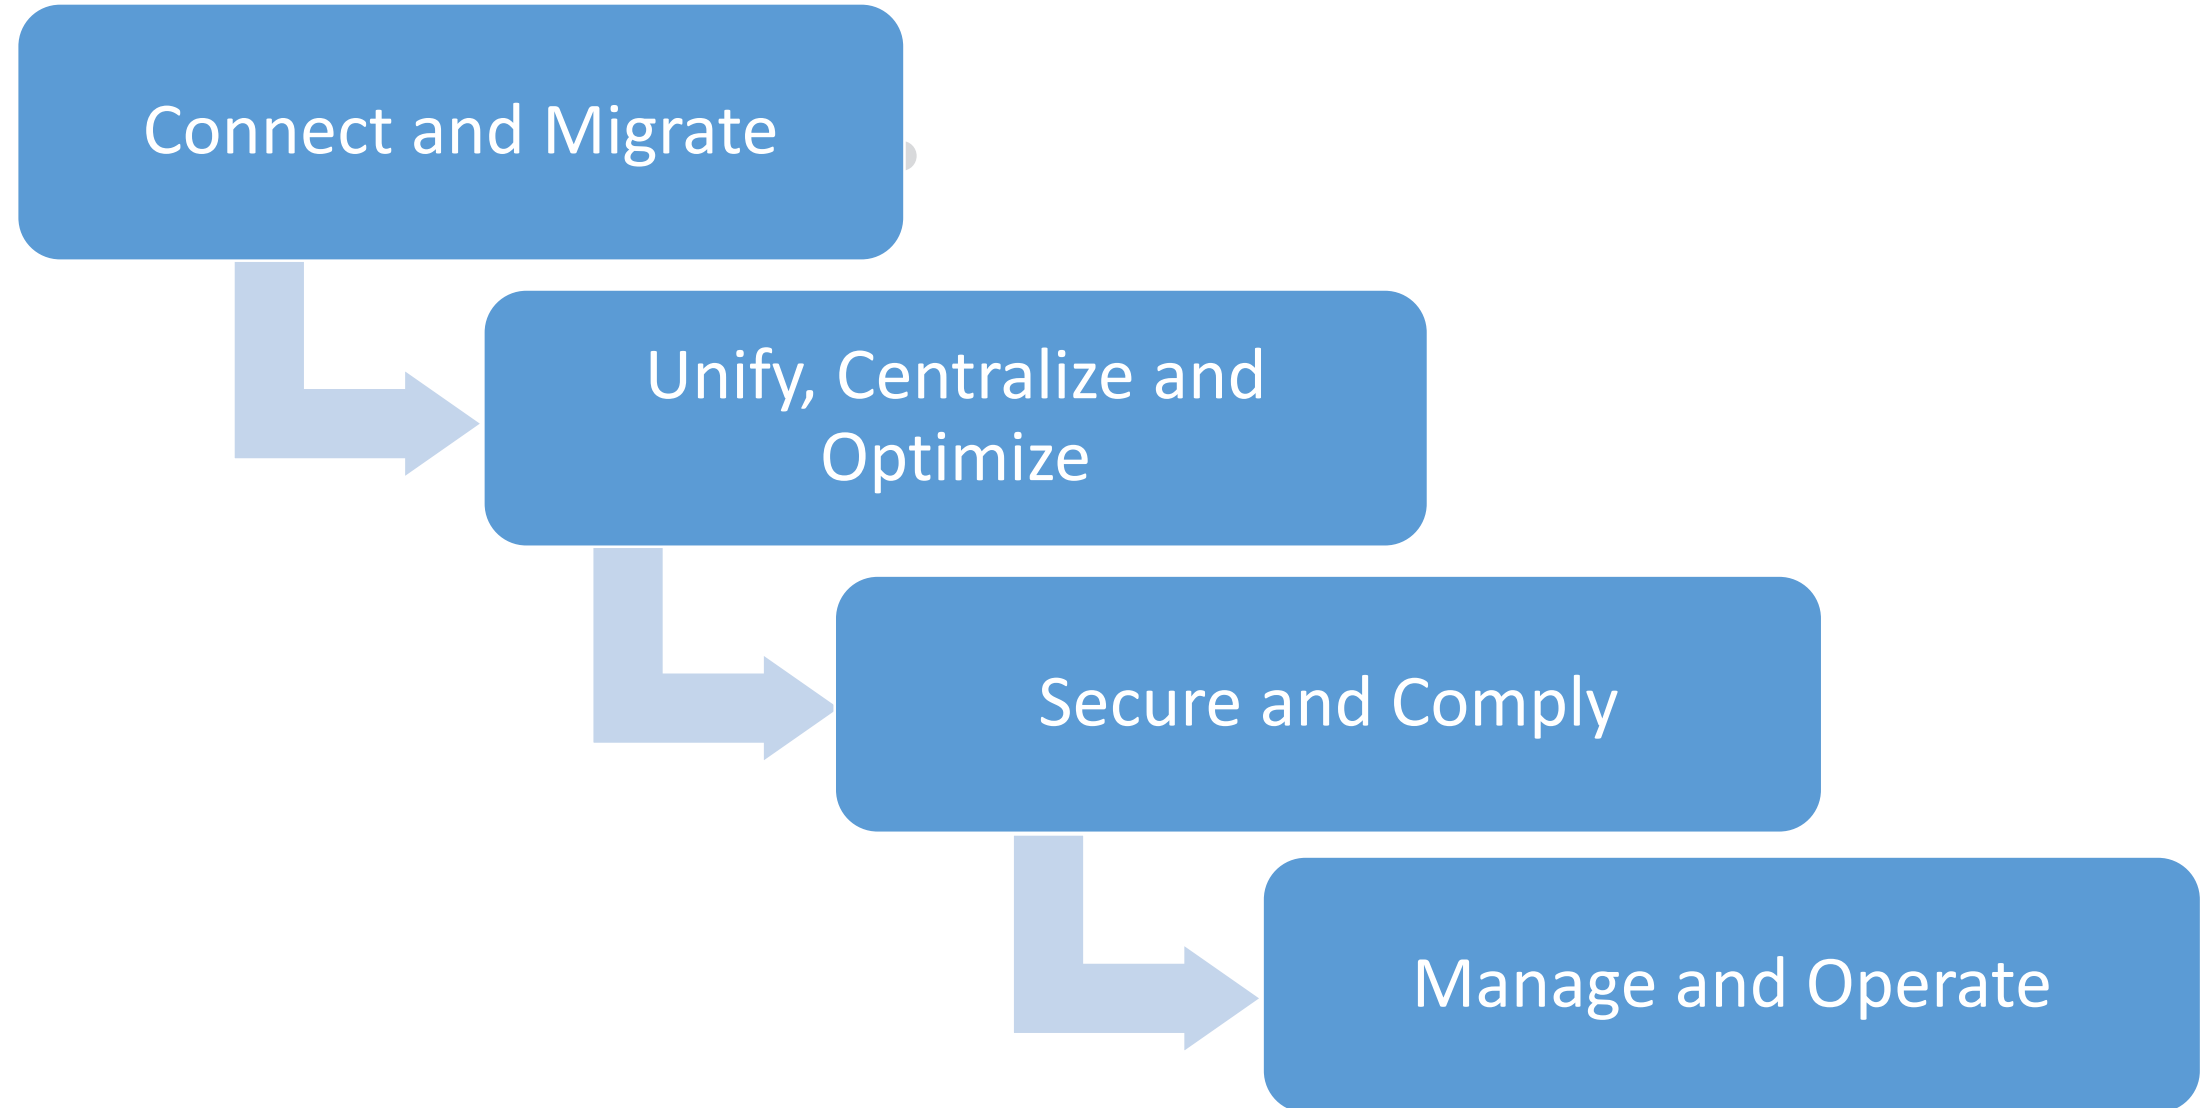 Connect and Migrate
Unify, Centralize and
Optimize
Secure and Comply
Manage and Operate